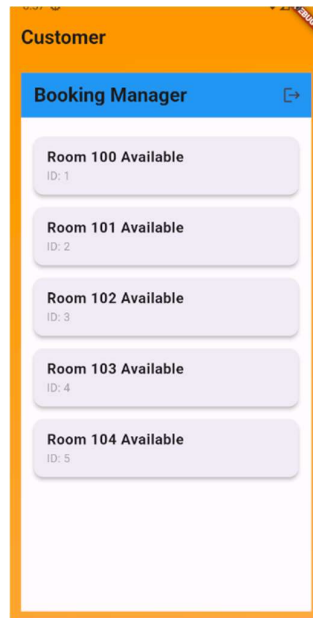 Customer
Booking Manager
Room 100 Available
ID: 1
Room 101 Available
ID: 2
Room 102 Available
ID: 3
Room 103 Available
ID: 4
Room 104 Available
ID: 5